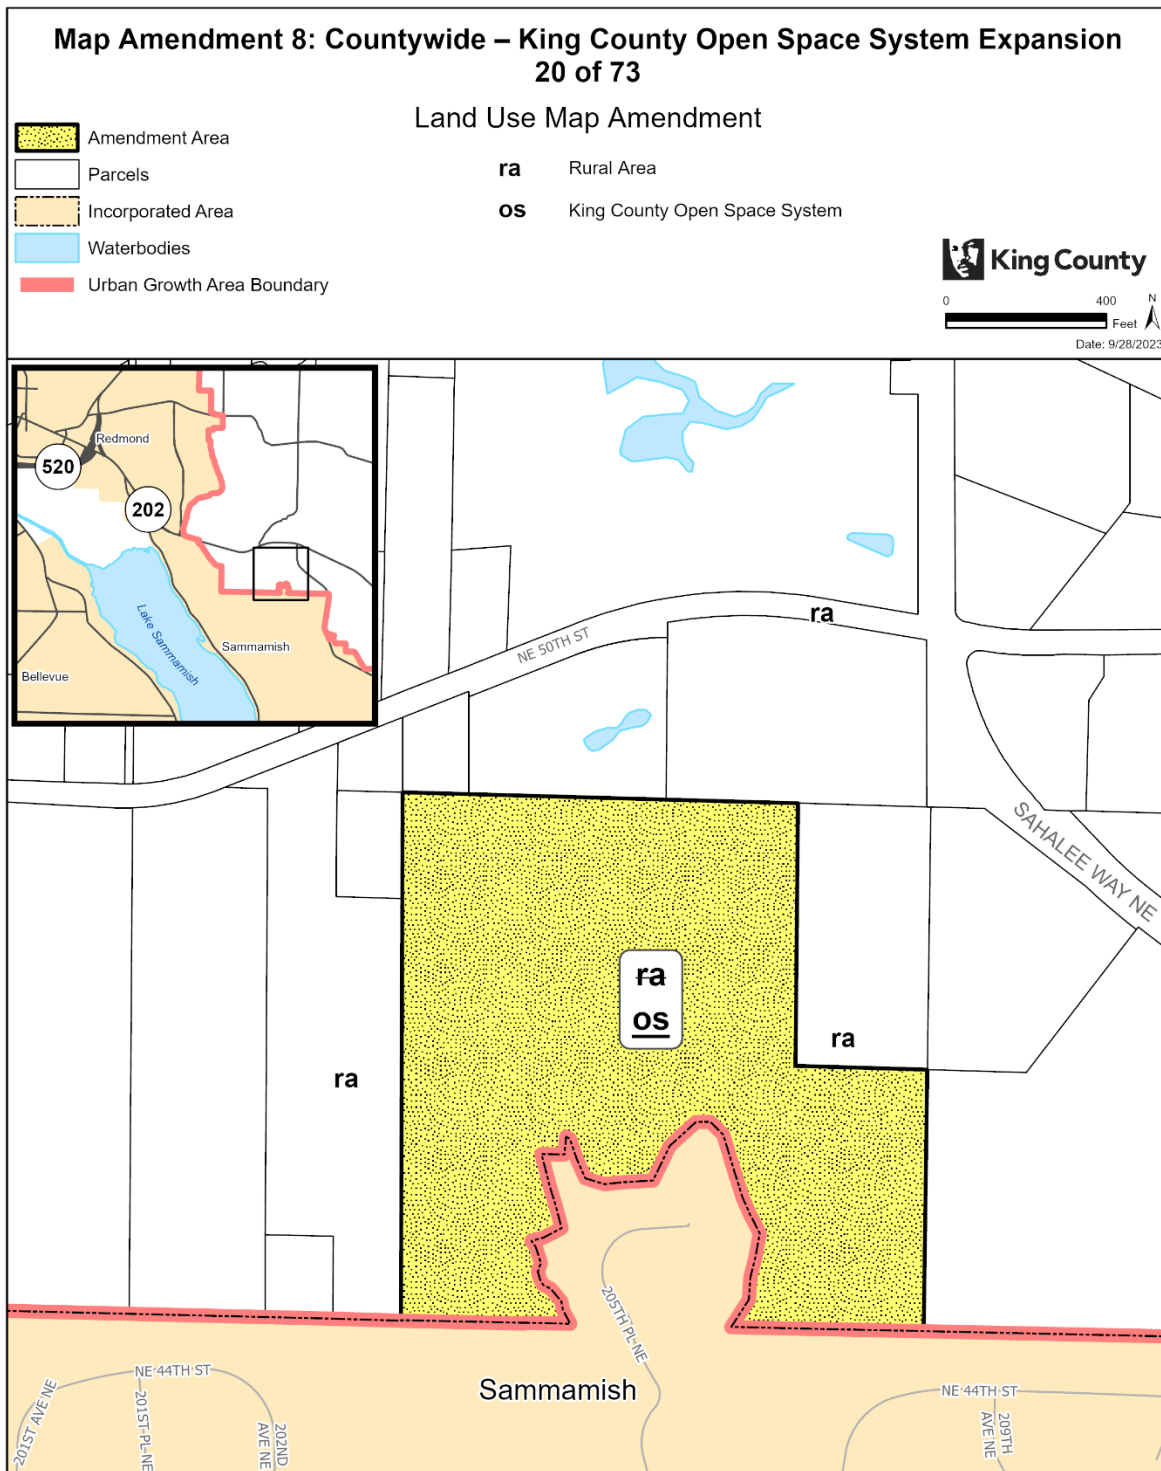 Map Amendment 8: Countywide – King County Open Space System Expansion
20 of 73
Land Use Map Amendment
Amendment Area
Parcels
Incorporated Area
Waterbodies
Urban Growth Area Boundary
ra Rural Area
os King County Open Space System
King County
0 400
Feet
N
Date: 9/28/2023
Redmond
520
202
Lake Sammamish
Sammamish
Bellevue
NE 50TH ST
ra
SAHALEE WAY NE
ra
os
ra
ra
205TH PL NE
Sammamish
NE 44TH ST
201ST AVE NE
201ST PL NE
202ND
AVE NE
NE 44TH ST
209TH
AVE NE